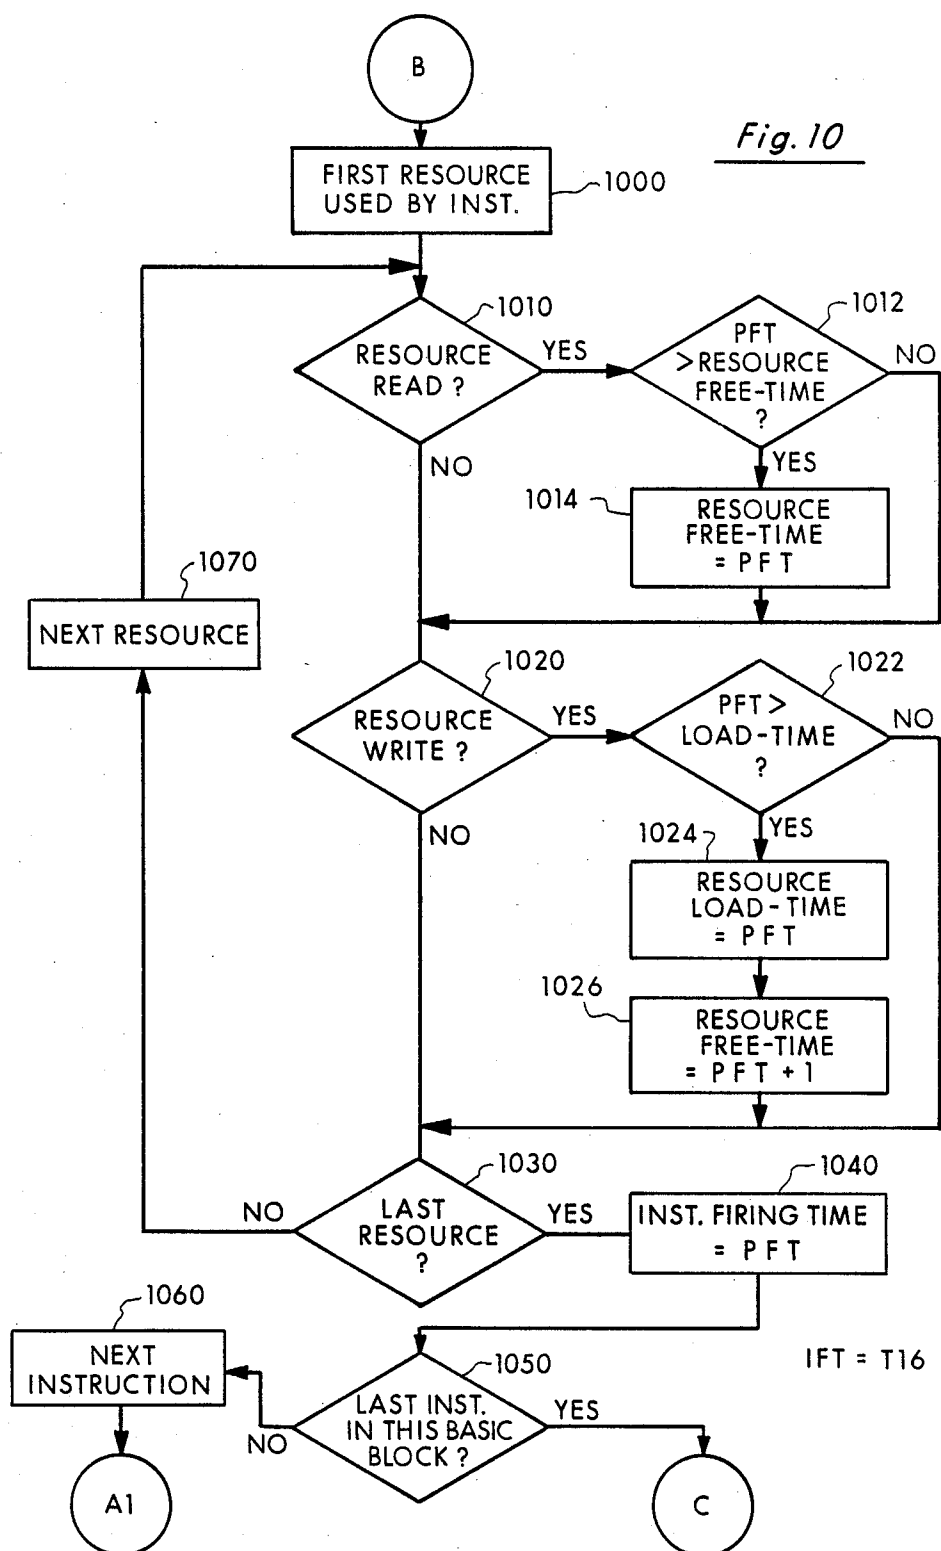 B
Fig. 10
FIRST RESOURCE
USED BY INST.
1000
1010
RESOURCE
READ ?
YES
NO
1012
PFT
> RESOURCE
FREE-TIME
?
NO
YES
1014
RESOURCE
FREE-TIME
= PFT
1070
NEXT RESOURCE
1020
RESOURCE
WRITE ?
YES
NO
1022
PFT >
LOAD-TIME
?
NO
YES
1024
RESOURCE
LOAD-TIME
= PFT
1026
RESOURCE
FREE-TIME
= PFT + 1
1030
LAST
RESOURCE
?
NO
YES
1040
INST. FIRING TIME
= PFT
1060
NEXT
INSTRUCTION
1050
LAST INST.
IN THIS BASIC
BLOCK ?
NO
YES
IFT = T16
A1
C